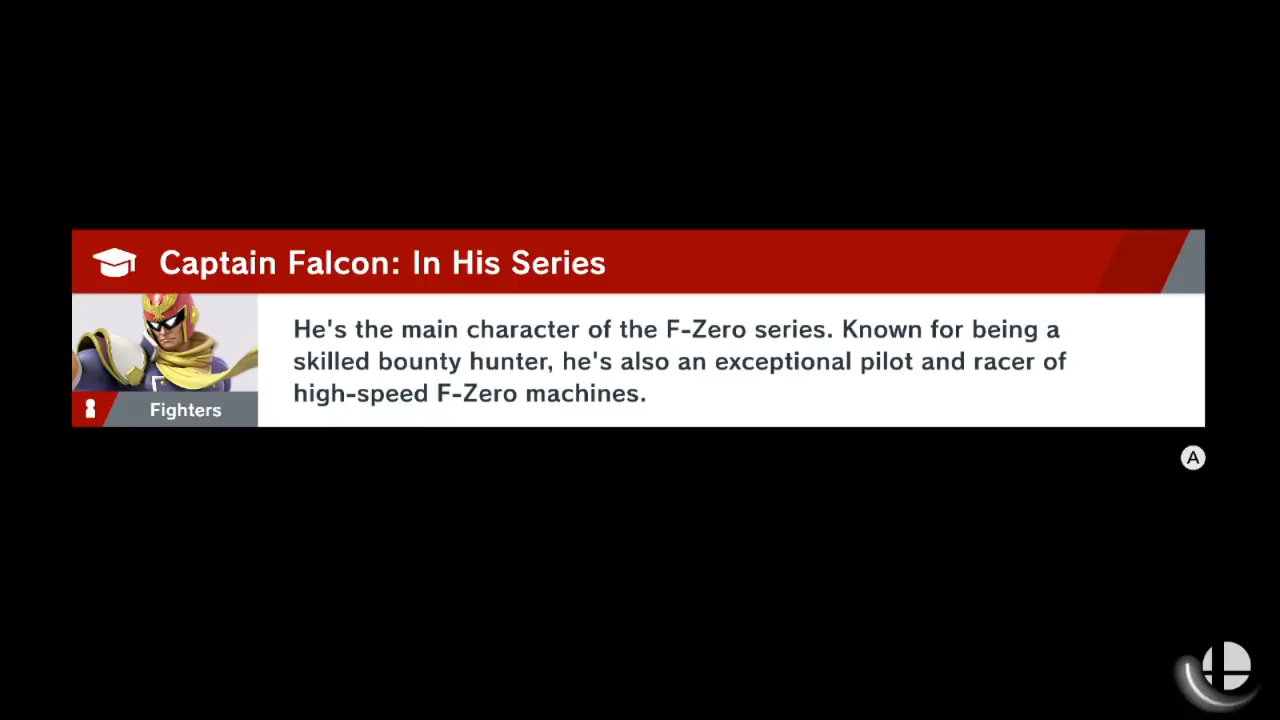 Captain Falcon: In His Series
He's the main character of the F-Zero series. Known for being a
skilled bounty hunter, he's also an exceptional pilot and racer of
high-speed F-Zero machines.
Fighters
A